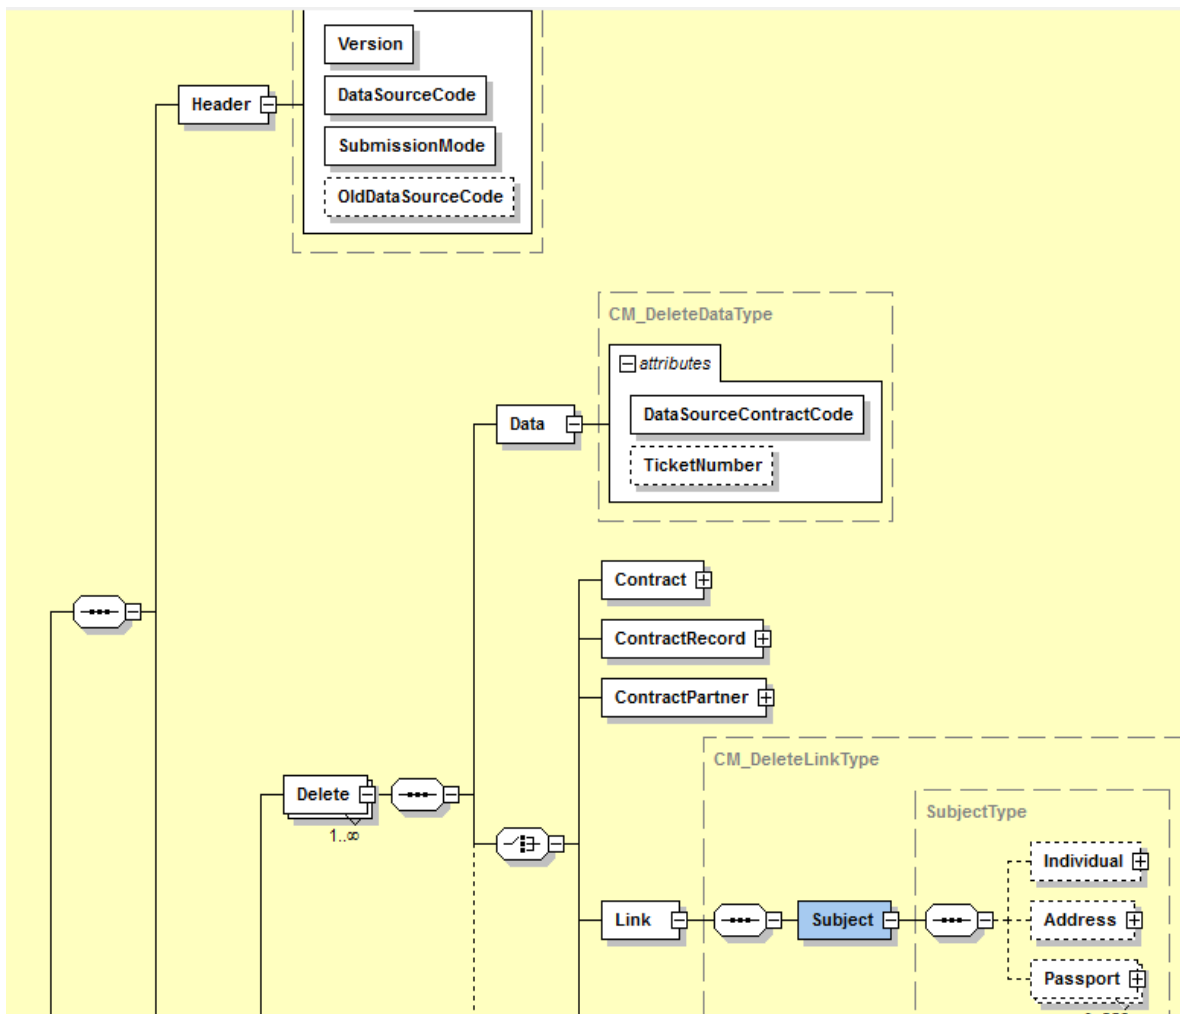 Version
DataSourceCode
SubmissionMode
OldDataSourceCode
Header
CM_DeleteDataType
attributes
DataSourceContractCode
TicketNumber
Data
Contract
ContractRecord
ContractPartner
CM_DeleteLinkType
SubjectType
Delete
1..∞
Individual
Link
Subject
Address
Passport